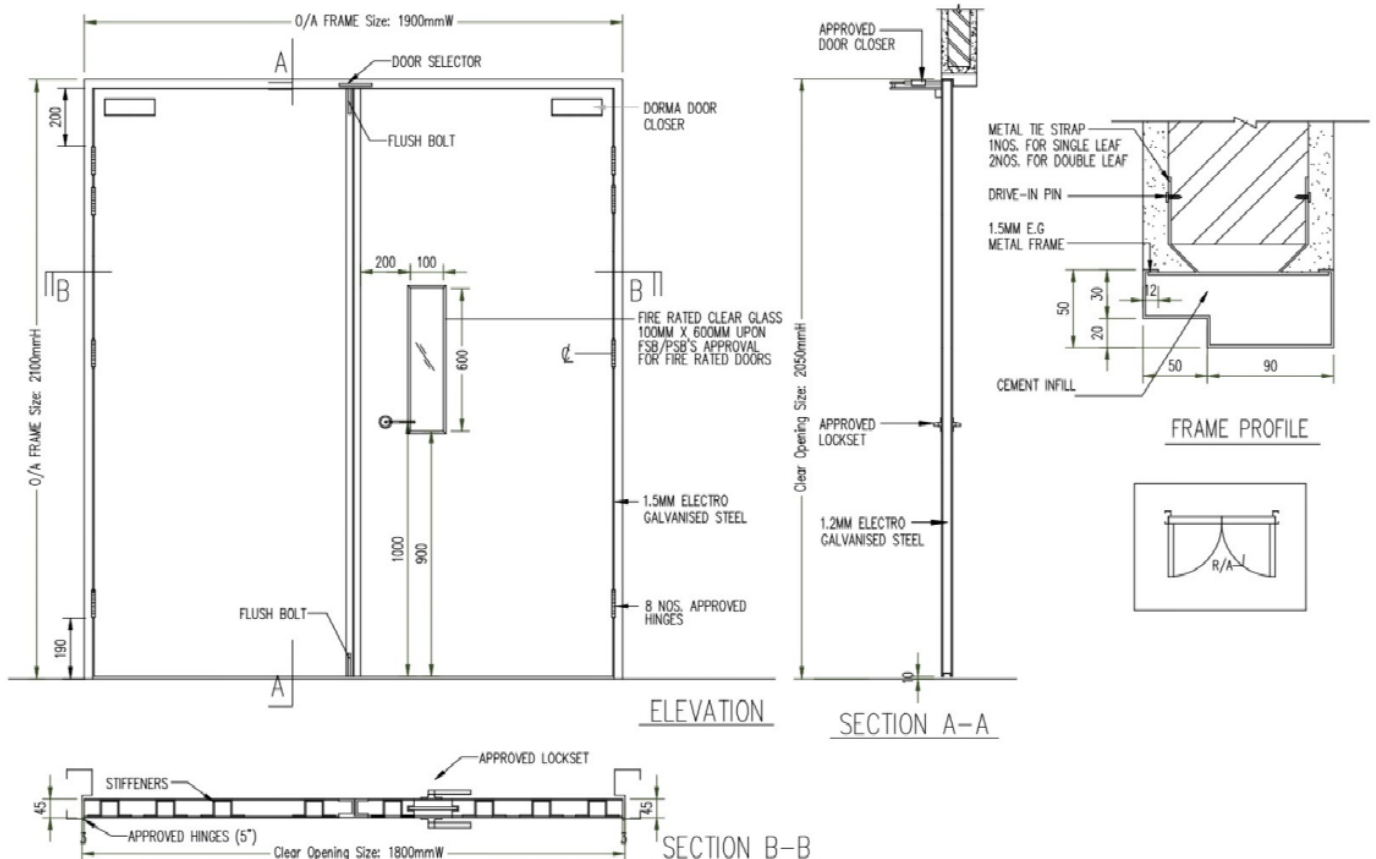 O/A FRAME Size: 1900mmW
A
DOOR SELECTOR
200
FLUSH BOLT
DORMA DOOR
CLOSER
B
200
100
B
FIRE RATED CLEAR GLASS
100MM X 600MM UPON
FSB/PSB'S APPROVAL
FOR FIRE RATED DOORS
℄
600
O/A FRAME Size: 2100mmH
1000
900
1.5MM ELECTRO
GALVANISED STEEL
8 NOS. APPROVED
HINGES
FLUSH BOLT
190
A
ELEVATION
APPROVED
DOOR CLOSER
Clear Opening Size: 2050mmH
APPROVED
LOCKSET
1.2MM ELECTRO
GALVANISED STEEL
10
SECTION A-A
METAL TIE STRAP
1NOS. FOR SINGLE LEAF
2NOS. FOR DOUBLE LEAF
DRIVE-IN PIN
1.5MM E.G
METAL FRAME
12
50
30
20
50
90
CEMENT INFILL
FRAME PROFILE
R/A
APPROVED LOCKSET
STIFFENERS
45
45
APPROVED HINGES (5")
3
3
Clear Opening Size: 1800mmW
SECTION B-B